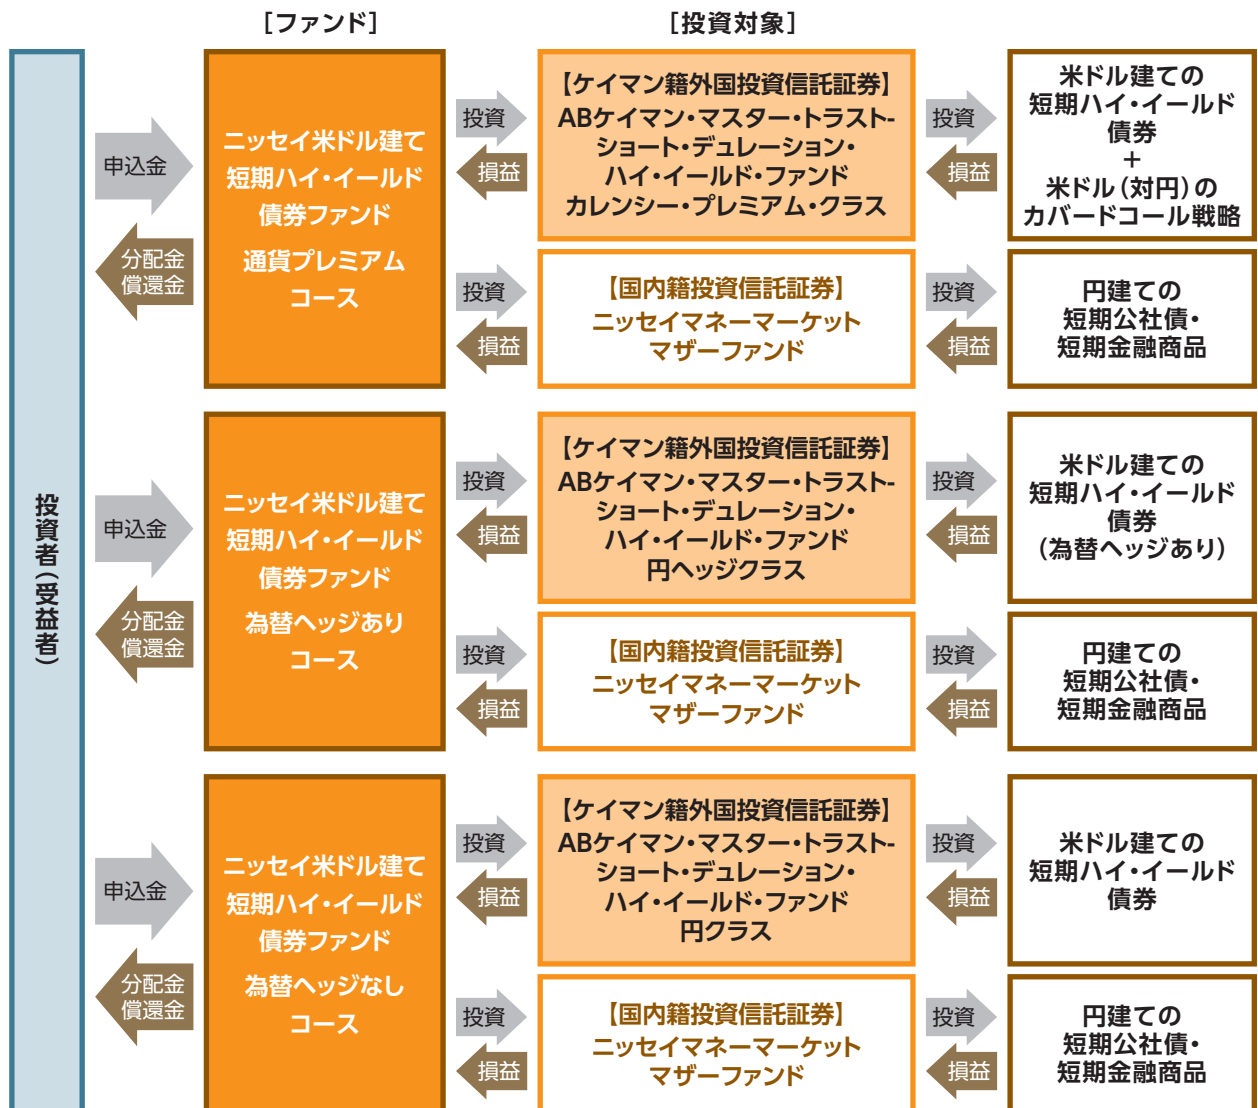 [ファンド]
[投資対象]
投資者(受益者)
申込金
分配金
償還金
ニッセイ米ドル建て
短期ハイ・イールド
債券ファンド
通貨プレミアム
コース
投資
損益
【ケイマン籍外国投資信託証券】
ABケイマン・マスター・トラスト-
ショート・デュレーション・
ハイ・イールド・ファンド
カレンシー・プレミアム・クラス
投資
損益
米ドル建ての
短期ハイ・イールド
債券
+
米ドル(対円)の
カバードコール戦略
投資
損益
【国内籍投資信託証券】
ニッセイマネーマーケット
マザーファンド
投資
損益
円建ての
短期公社債・
短期金融商品
申込金
分配金
償還金
ニッセイ米ドル建て
短期ハイ・イールド
債券ファンド
為替ヘッジあり
コース
投資
損益
【ケイマン籍外国投資信託証券】
ABケイマン・マスター・トラスト-
ショート・デュレーション・
ハイ・イールド・ファンド
円ヘッジクラス
投資
損益
米ドル建ての
短期ハイ・イールド
債券
(為替ヘッジあり)
投資
損益
【国内籍投資信託証券】
ニッセイマネーマーケット
マザーファンド
投資
損益
円建ての
短期公社債・
短期金融商品
申込金
分配金
償還金
ニッセイ米ドル建て
短期ハイ・イールド
債券ファンド
為替ヘッジなし
コース
投資
損益
【ケイマン籍外国投資信託証券】
ABケイマン・マスター・トラスト-
ショート・デュレーション・
ハイ・イールド・ファンド
円クラス
投資
損益
米ドル建ての
短期ハイ・イールド
債券
投資
損益
【国内籍投資信託証券】
ニッセイマネーマーケット
マザーファンド
投資
損益
円建ての
短期公社債・
短期金融商品